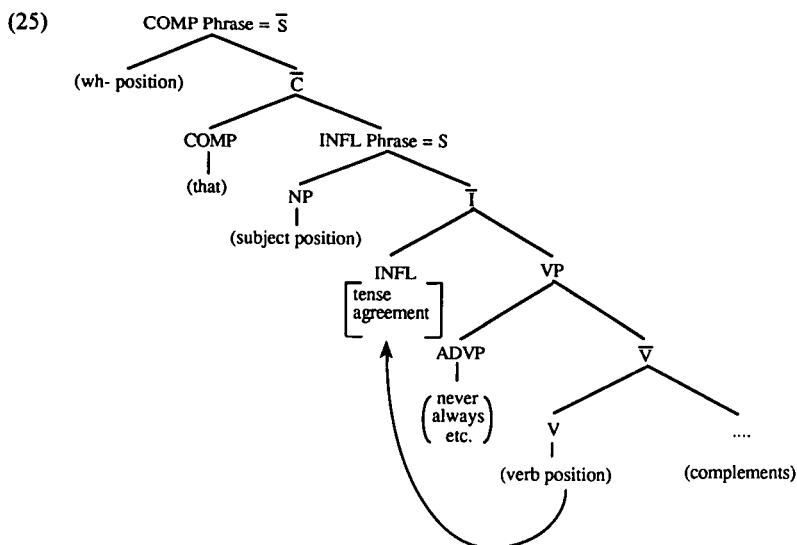 (25)
COMP Phrase = S̅
(wh- position)
C̅
COMP
INFL Phrase = S
(that)
NP
I̅
(subject position)
INFL
VP
tense
agreement
ADVP
V̅
never
always
etc.
V
....
(verb position)
(complements)